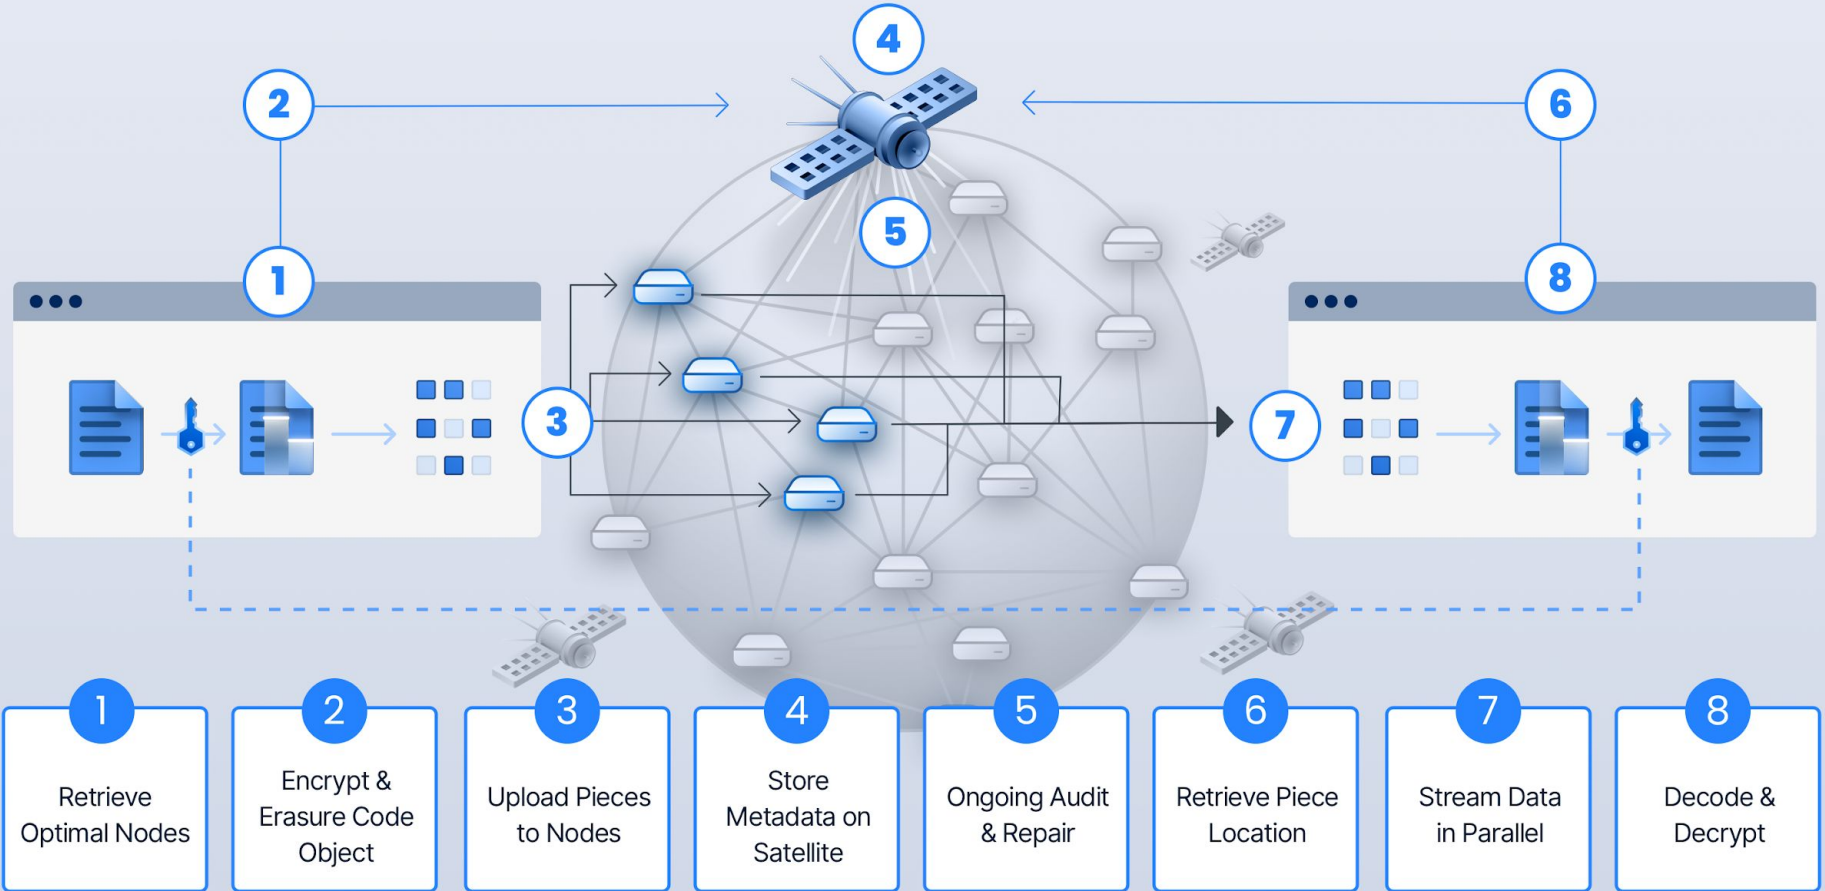 4
2
6
5
1
8
3
7
1
Retrieve
Optimal Nodes
2
Encrypt &
Erasure Code
Object
3
Upload Pieces
to Nodes
4
Store
Metadata on
Satellite
5
Ongoing Audit
& Repair
6
Retrieve Piece
Location
7
Stream Data
in Parallel
8
Decode &
Decrypt